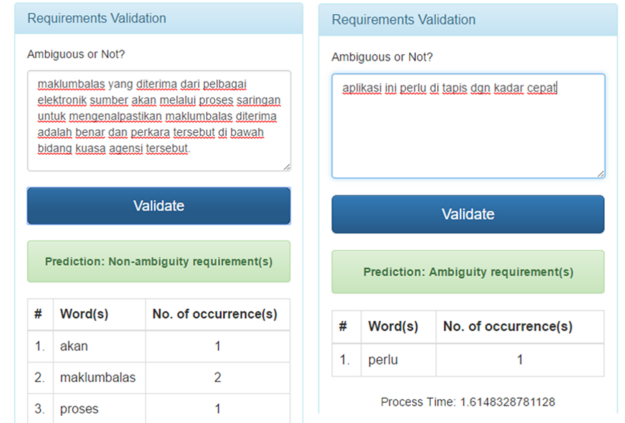 Requirements Validation
Ambiguous or Not?
maklumbalas yang diterima dari pelbagai
elektronik sumber akan melalui proses saringan
untuk mengenalpastikan maklumbalas diterima
adalah benar dan perkara tersebut di bawah
bidang kuasa agensi tersebut.
Validate
Prediction: Non-ambiguity requirement(s)
# Word(s) No. of occurrence(s)
1. akan 1
2. maklumbalas 2
3. proses 1
Requirements Validation
Ambiguous or Not?
aplikasi ini perlu di tapis dgn kadar cepat
Validate
Prediction: Ambiguity requirement(s)
# Word(s) No. of occurrence(s)
1. perlu 1
Process Time: 1.6148328781128